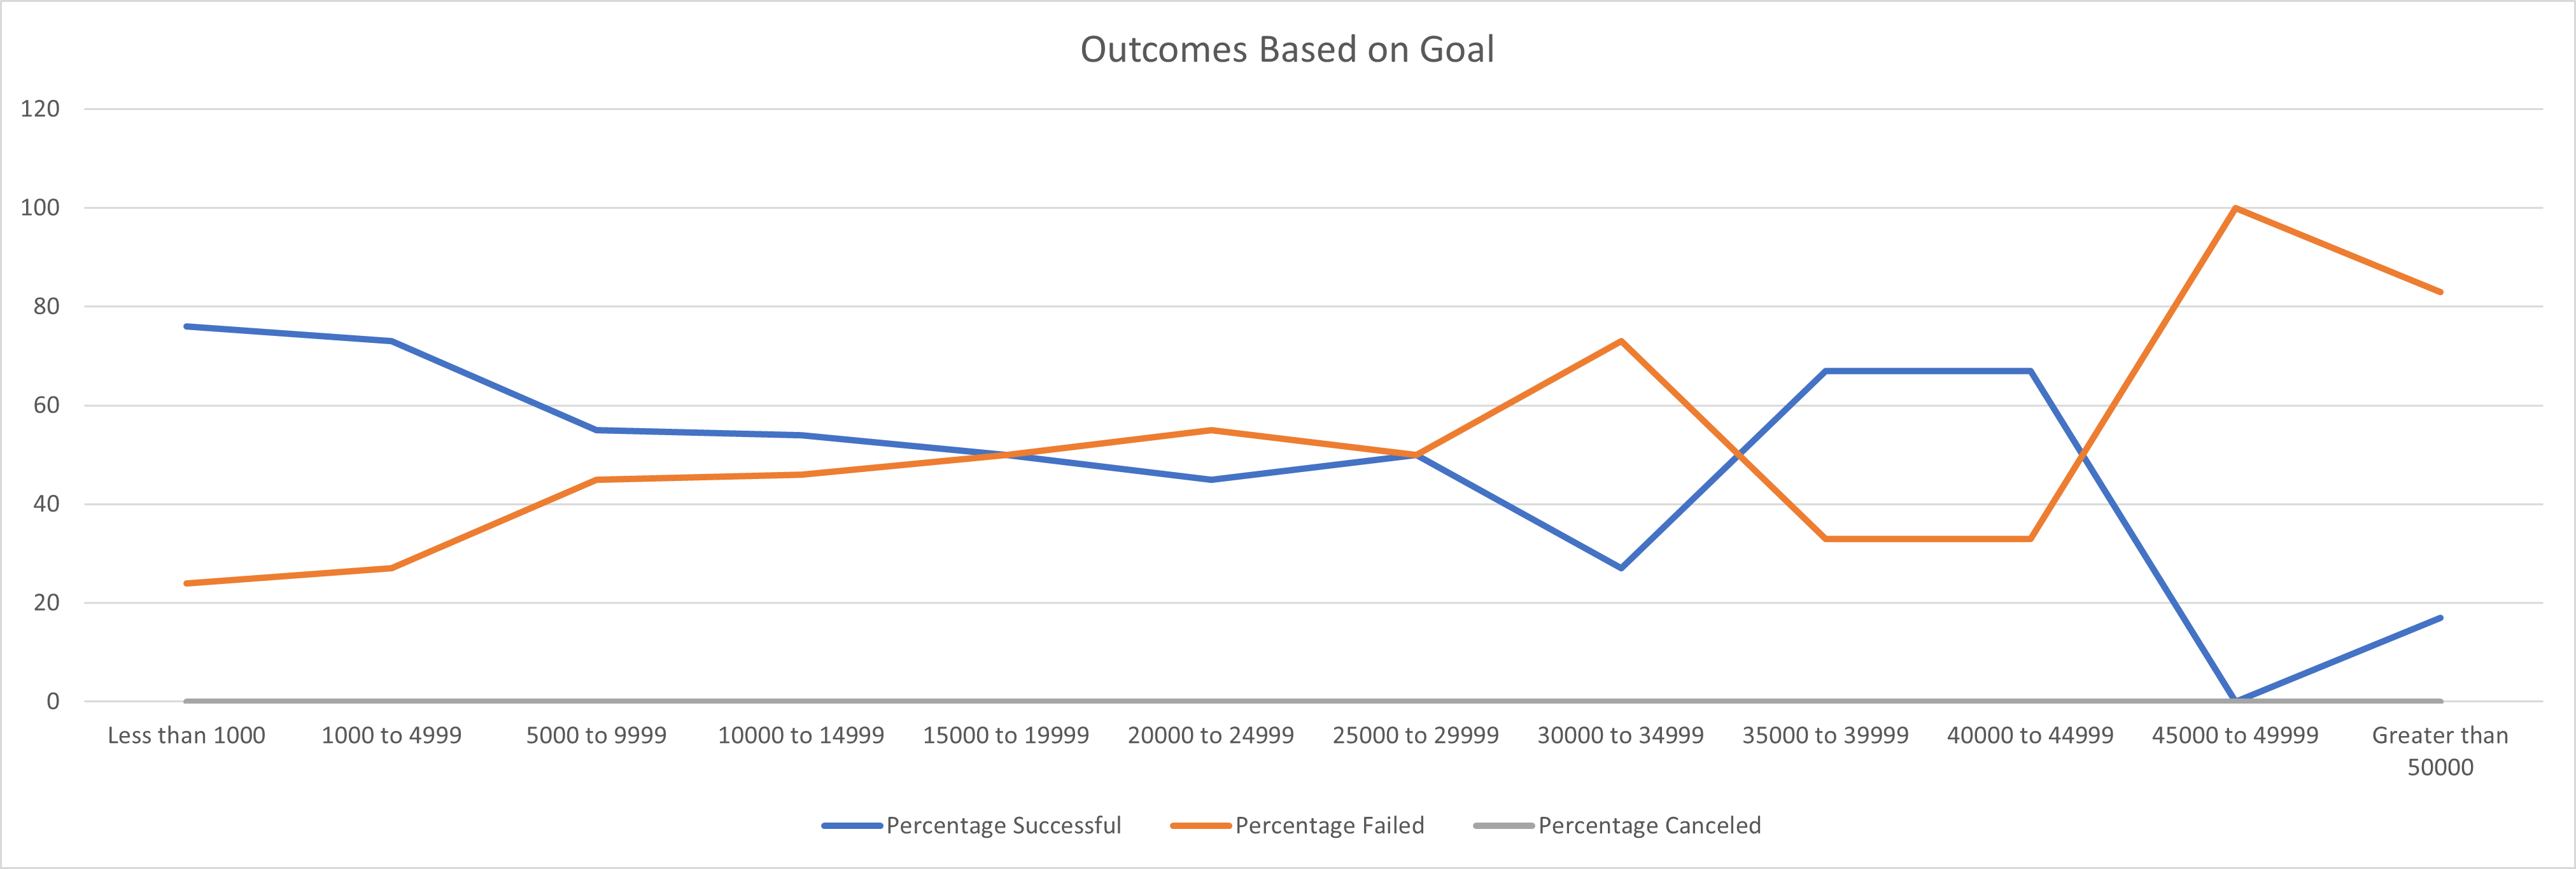 Outcomes Based on Goal
120
100
80
60
40
20
0
Less than 1000
1000 to 4999
5000 to 9999
10000 to 14999
15000 to 19999
20000 to 24999
25000 to 29999
30000 to 34999
35000 to 39999
40000 to 44999
45000 to 49999
Greater than
50000
Percentage Successful
Percentage Failed
Percentage Canceled